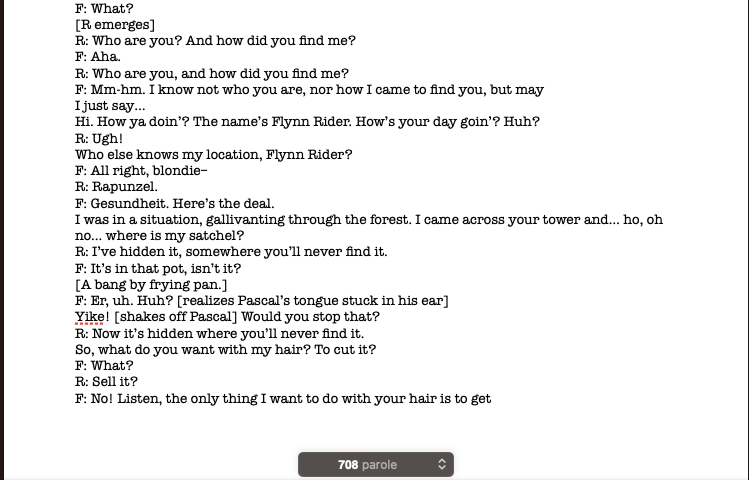 F: What?
[R emerges]
R: Who are you? And how did you find me?
F: Aha.
R: Who are you, and how did you find me?
F: Mm-hm. I know not who you are, nor how I came to find you, but may
I just say...
Hi. How ya doin'? The name's Flynn Rider. How's your day goin'? Huh?
R: Ugh!
Who else knows my location, Flynn Rider?
F: All right, blondie–
R: Rapunzel.
F: Gesundheit. Here's the deal.
I was in a situation, gallivanting through the forest. I came across your tower and... ho, oh
no... where is my satchel?
R: I've hidden it, somewhere you'll never find it.
F: It's in that pot, isn't it?
[A bang by frying pan.]
F: Er, uh. Huh? [realizes Pascal's tongue stuck in his ear]
Yike! [shakes off Pascal] Would you stop that?
R: Now it's hidden where you'll never find it.
So, what do you want with my hair? To cut it?
F: What?
R: Sell it?
F: No! Listen, the only thing I want to do with your hair is to get
708 parole